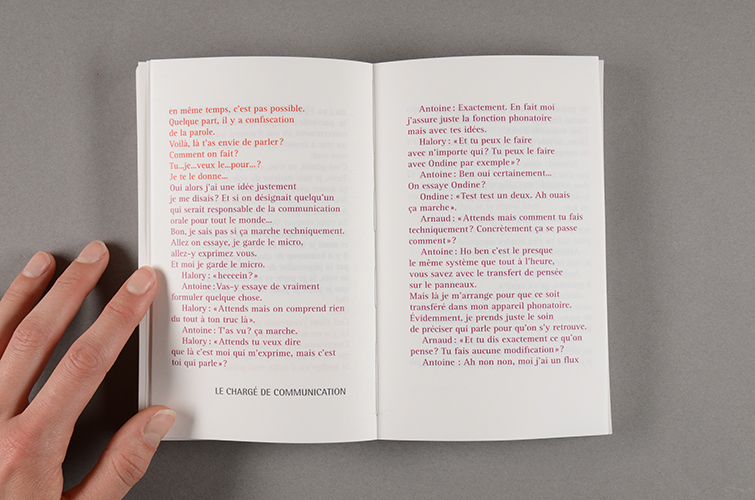 en même temps, c'est pas possible.
Quelque part, il y a confiscation
de la parole.
Voilà, là t'as envie de parler?
Comment on fait?
Tu...je...veux le...pour...?
Je te le donne...
Oui alors j'ai une idée justement
je me disais? Et si on désignait quelqu'un
qui serait responsable de la communication
orale pour tout le monde...
Bon, je sais pas si ça marche techniquement.
Allez on essaye, je garde le micro,
allez-y exprimez vous.
Et moi je garde le micro.
Halory: «heccein?»
Antoine: Vas-y essaye de vraiment
formuler quelque chose.
Halory: «Attends mais on comprend rien
du tout à ton truc là».
Antoine: T'as vu? ça marche.
Halory: «Attends tu veux dire
que là c'est moi qui m'exprime, mais c'est
toi qui parle»?
LE CHARGÉ DE COMMUNICATION
Antoine: Exactement. En fait moi
j'assure juste la fonction phonatoire
mais avec tes idées.
Halory: «Et tu peux le faire
avec n'importe qui? Tu peux le faire
avec Ondine par exemple»?
Antoine: Ben oui certainement...
On essaye Ondine?
Ondine: «Test test un deux. Ah ouais
ça marche».
Arnaud: «Attends mais comment tu fais
techniquement? Concrètement ça se passe
comment»?
Antoine: Ho ben c'est le presque
le même système que tout à l'heure,
vous savez avec le transfert de pensée
sur le panneaux.
Mais là je m'arrange pour que ce soit
transféré dans mon appareil phonatoire.
Évidemment, je prends juste le soin
de préciser qui parle pour qu'on s'y retrouve.
Arnaud: «Et tu dis exactement ce qu'on
pense? Tu fais aucune modification»?
Antoine : Ah non non, moi j'ai un flux